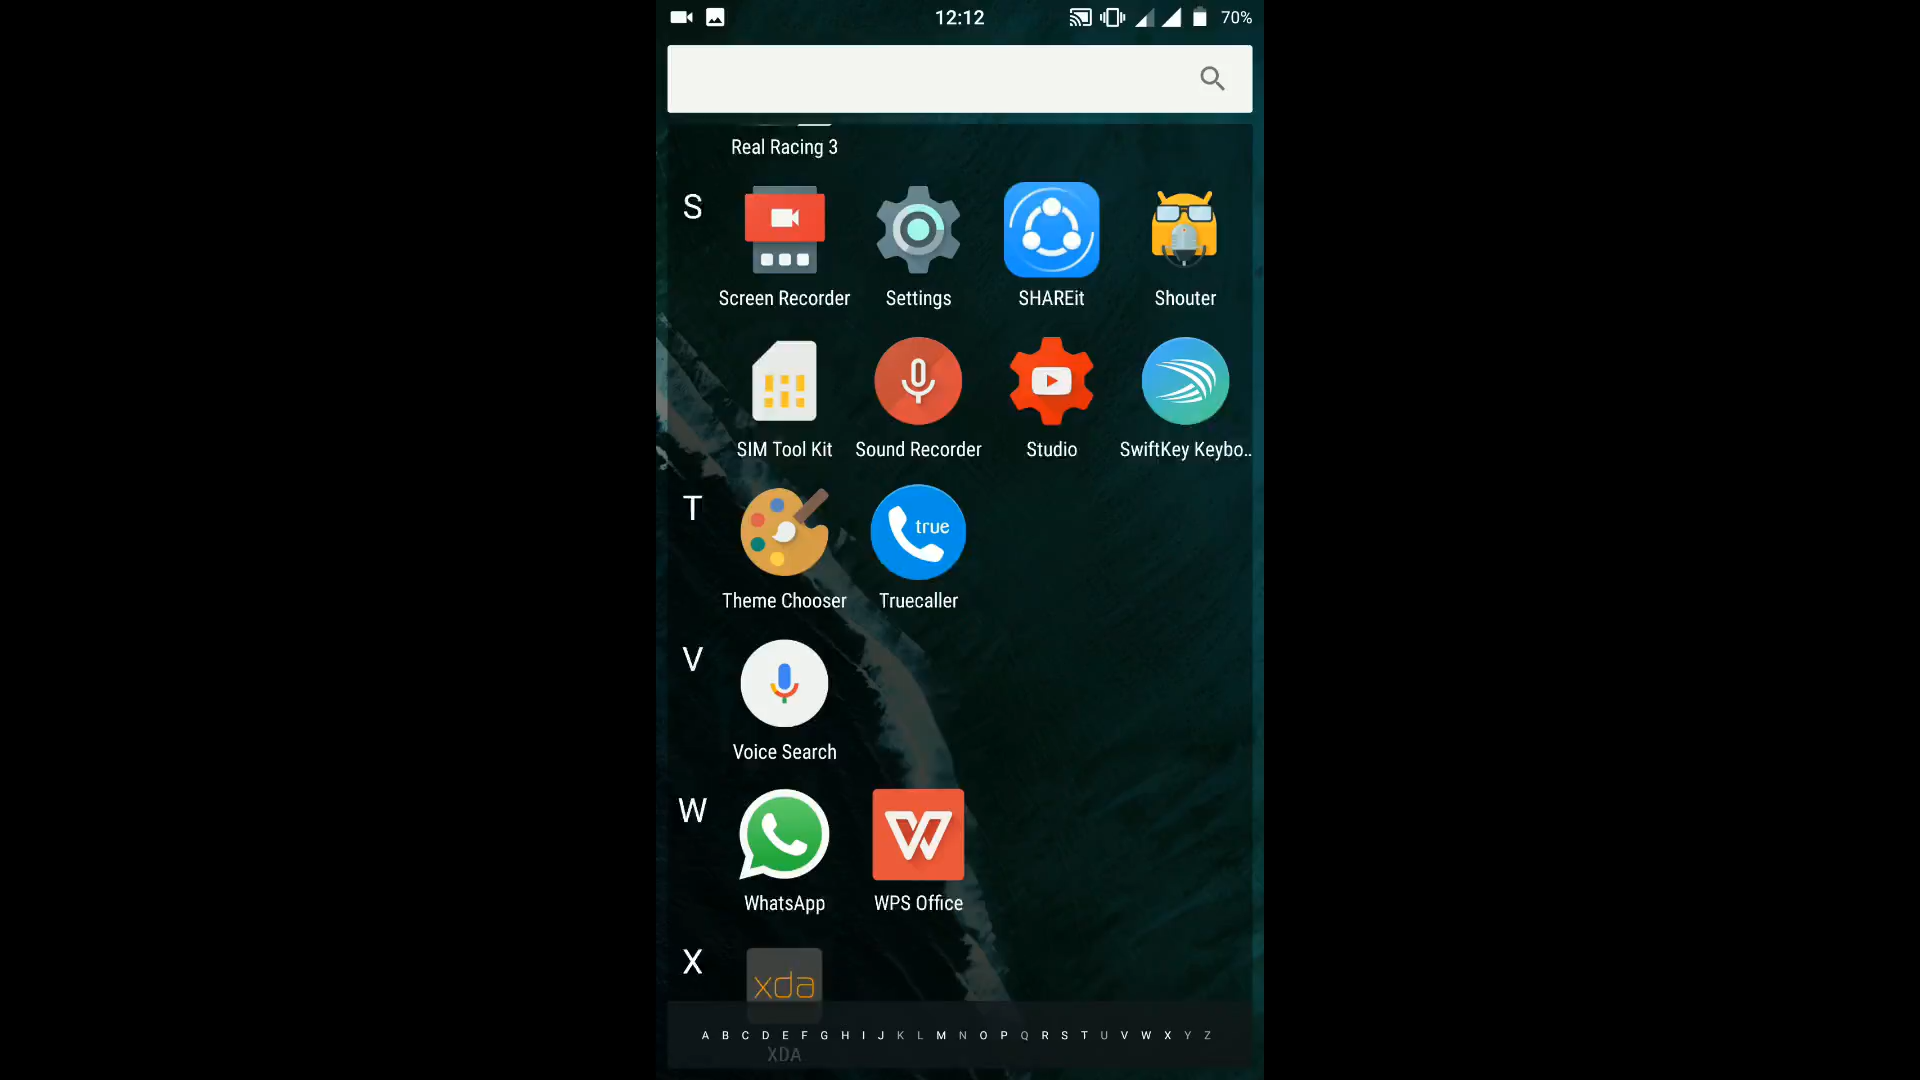 12:12 70%
Real Racing 3
S
Screen Recorder Settings SHAREit Shouter
SIM Tool Kit Sound Recorder Studio SwiftKey Keybo..
T
true
Theme Chooser Truecaller
V
Voice Search
W
WhatsApp WPS Office
X
xda
A B C D E F G H I J K L M N O P Q R S T U V W X Y Z
XDA